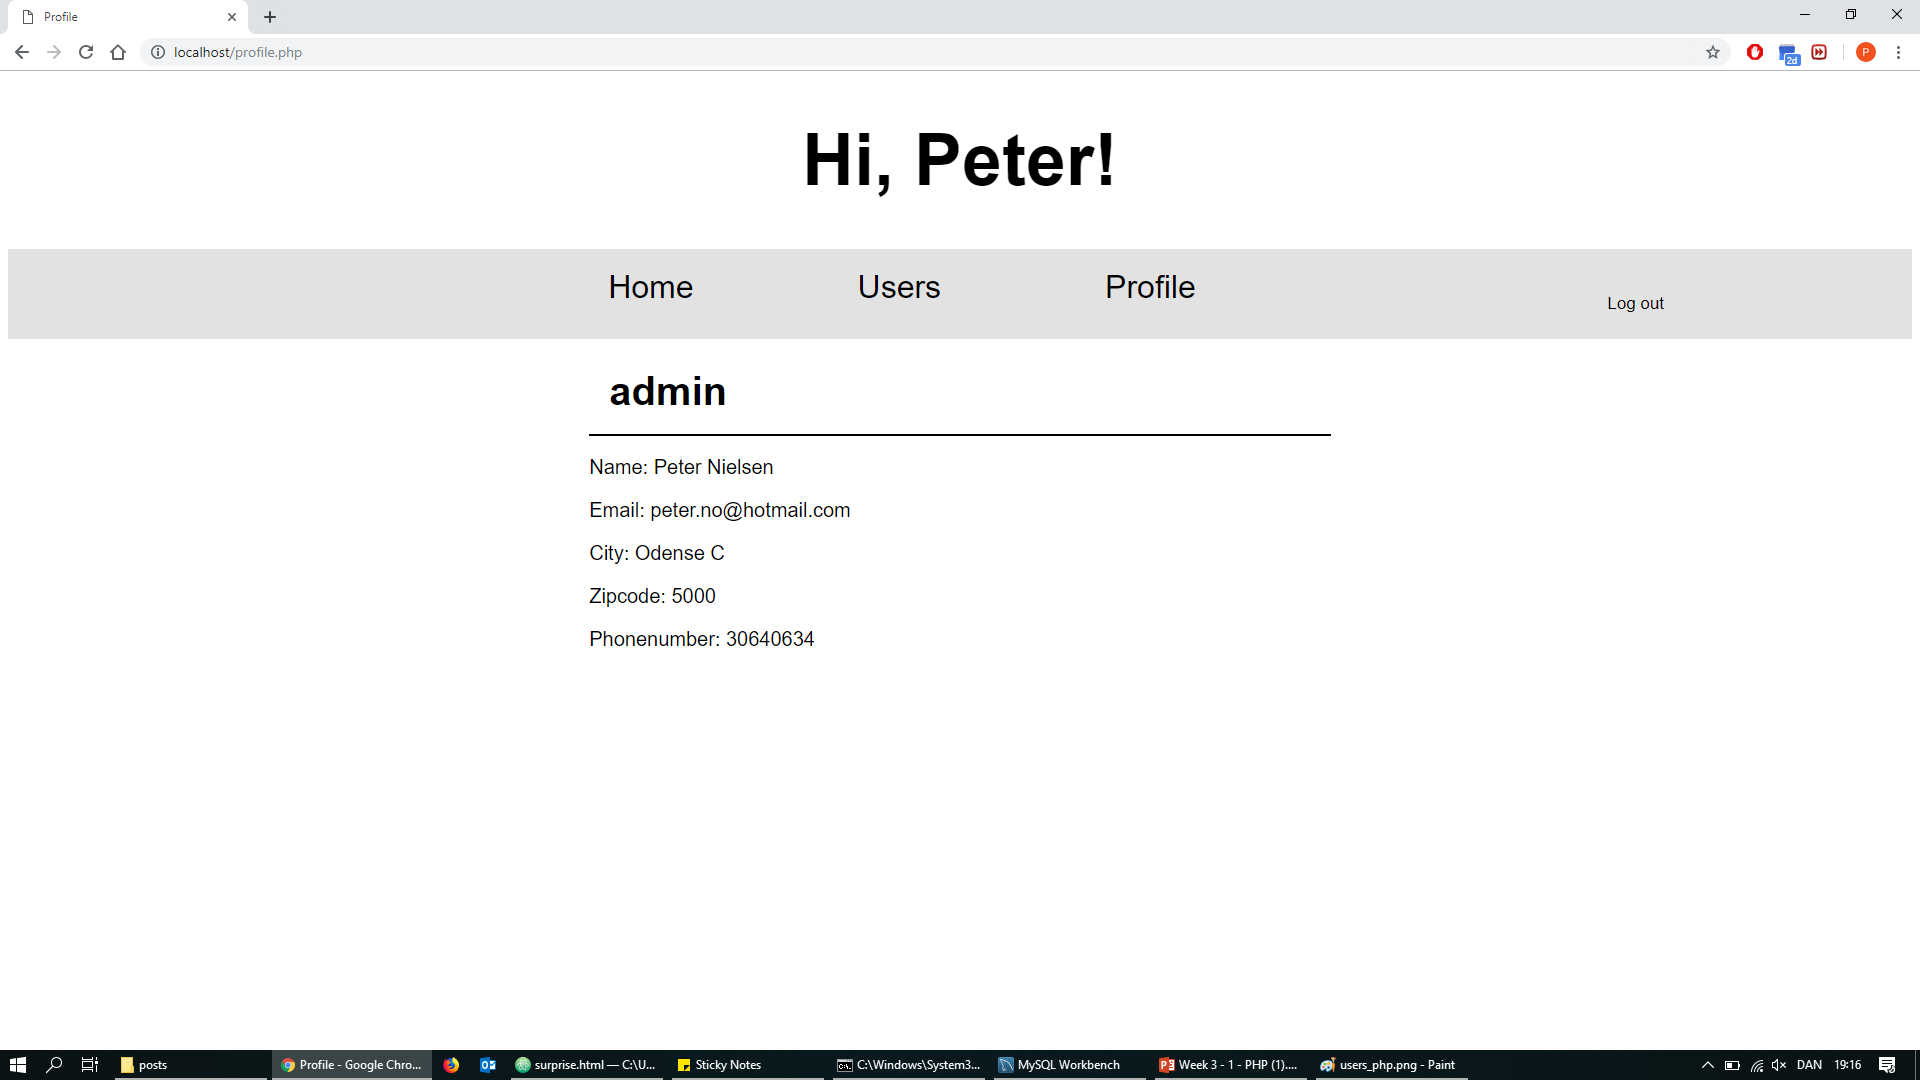 Profile
localhost/profile.php
2d
P
Hi, Peter!
Home Users Profile Log out
admin
Name: Peter Nielsen
Email: peter.no@hotmail.com
City: Odense C
Zipcode: 5000
Phonenumber: 30640634
posts Profile - Google Chro... surprise.html — C:\U... Sticky Notes C:\Windows\System3... MySQL Workbench Week 3 - 1 - PHP (1).... users_php.png - Paint DAN 19:16